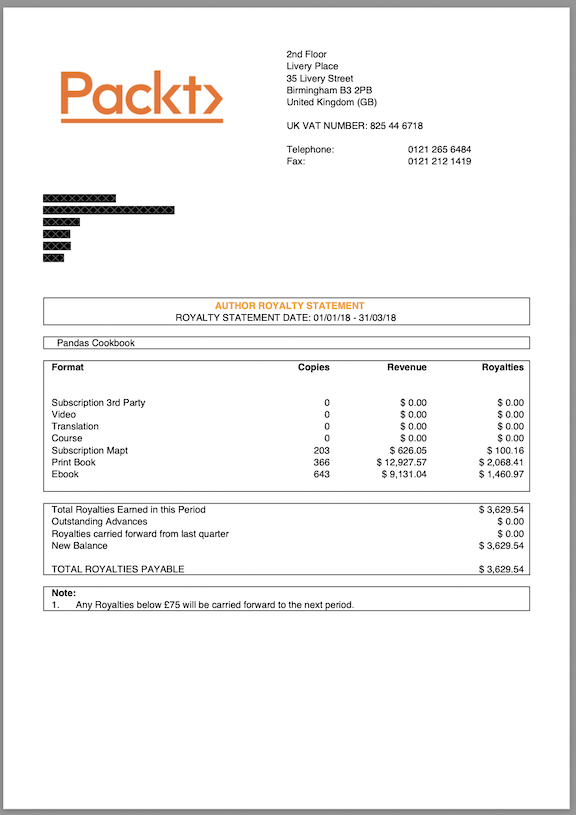 Packt>
2nd Floor
Livery Place
35 Livery Street
Birmingham B3 2PB
United Kingdom (GB)
UK VAT NUMBER: 825 44 6718
Telephone: 0121 265 6484
Fax: 0121 212 1419
AUTHOR ROYALTY STATEMENT
ROYALTY STATEMENT DATE: 01/01/18 - 31/03/18
Pandas Cookbook
Format Copies Revenue Royalties
Subscription 3rd Party 0 $ 0.00 $ 0.00
Video 0 $ 0.00 $ 0.00
Translation 0 $ 0.00 $ 0.00
Course 0 $ 0.00 $ 0.00
Subscription Mapt 203 $ 626.05 $ 100.16
Print Book 366 $ 12,927.57 $ 2,068.41
Ebook 643 $ 9,131.04 $ 1,460.97
Total Royalties Earned in this Period $ 3,629.54
Outstanding Advances $ 0.00
Royalties carried forward from last quarter $ 0.00
New Balance $ 3,629.54
TOTAL ROYALTIES PAYABLE $ 3,629.54
Note:
1. Any Royalties below £75 will be carried forward to the next period.